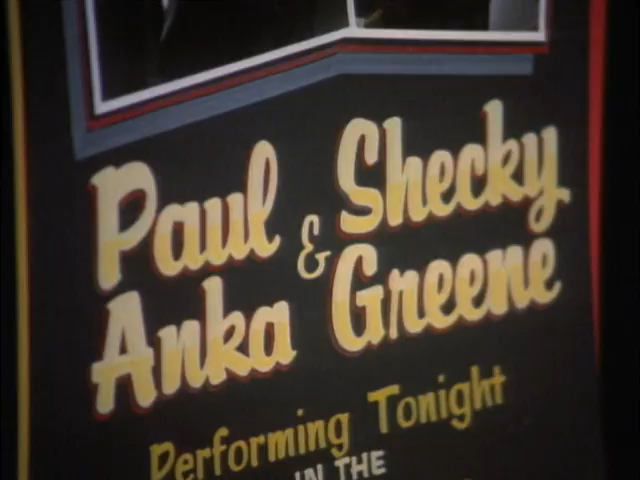 Paul & Shecky
Anka Greene
Performing Tonight
IN THE